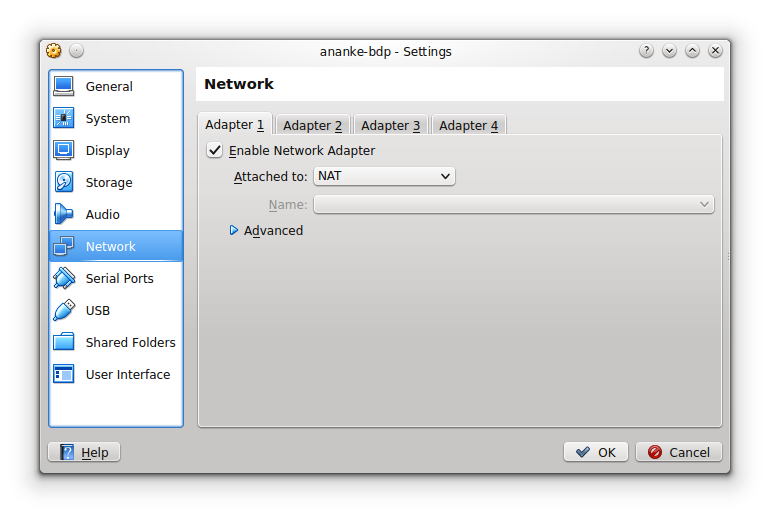 ananke-bdp - Settings
General
System
Display
Storage
Audio
Network
Serial Ports
USB
Shared Folders
User Interface
Network
Adapter 1 Adapter 2 Adapter 3 Adapter 4
Enable Network Adapter
Attached to: NAT
Name:
Advanced
Help
OK
Cancel